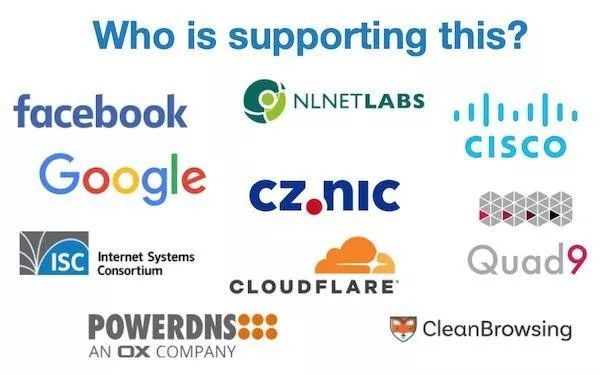 Who is supporting this?
facebook
NLNETLABS
CISCO
Google
CZ.NIC
ISC
Internet Systems
Consortium
CLOUDFLARE®
Quad9
POWERDNS
AN OX COMPANY
CleanBrowsing